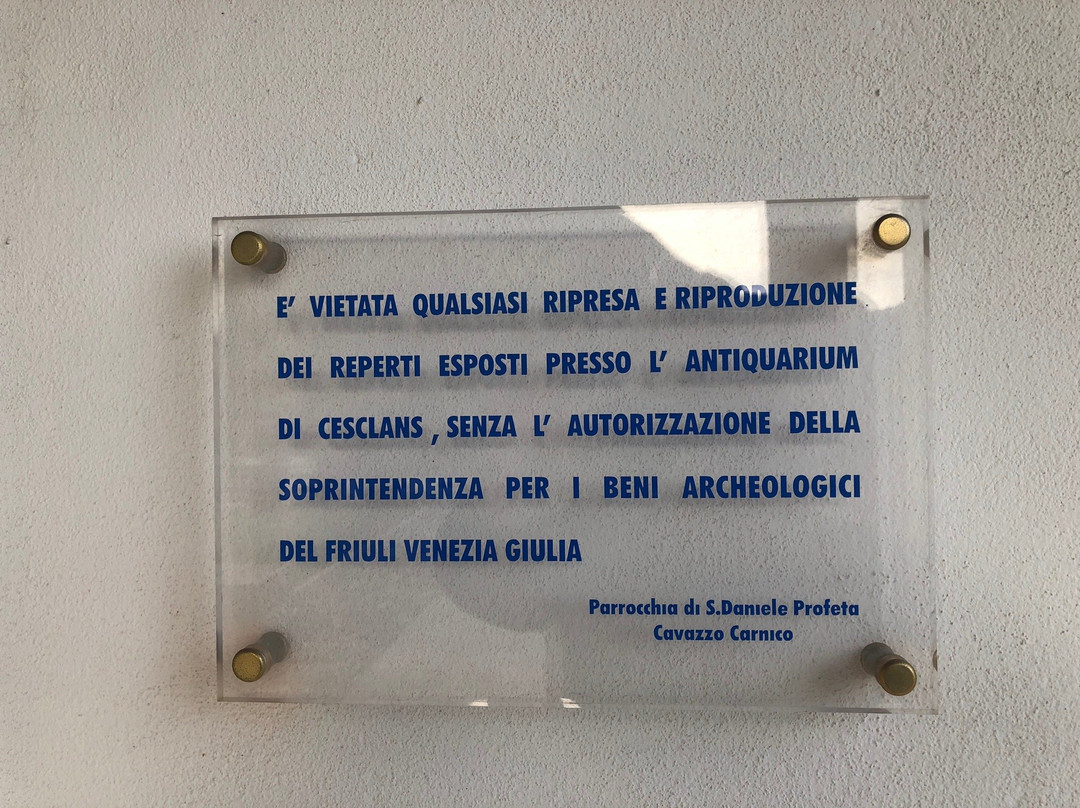 E' VIETATA QUALSIASI RIPRESA E RIPRODUZIONE
DEI REPERTI ESPOSTI PRESSO L' ANTIQUARIUM
DI CESCLANS , SENZA L' AUTORIZZAZIONE DELLA
SOPRINTENDENZA PER I BENI ARCHEOLOGICI
DEL FRIULI VENEZIA GIULIA
Parrocchia di S.Daniele Profeta
Cavazzo Carnico